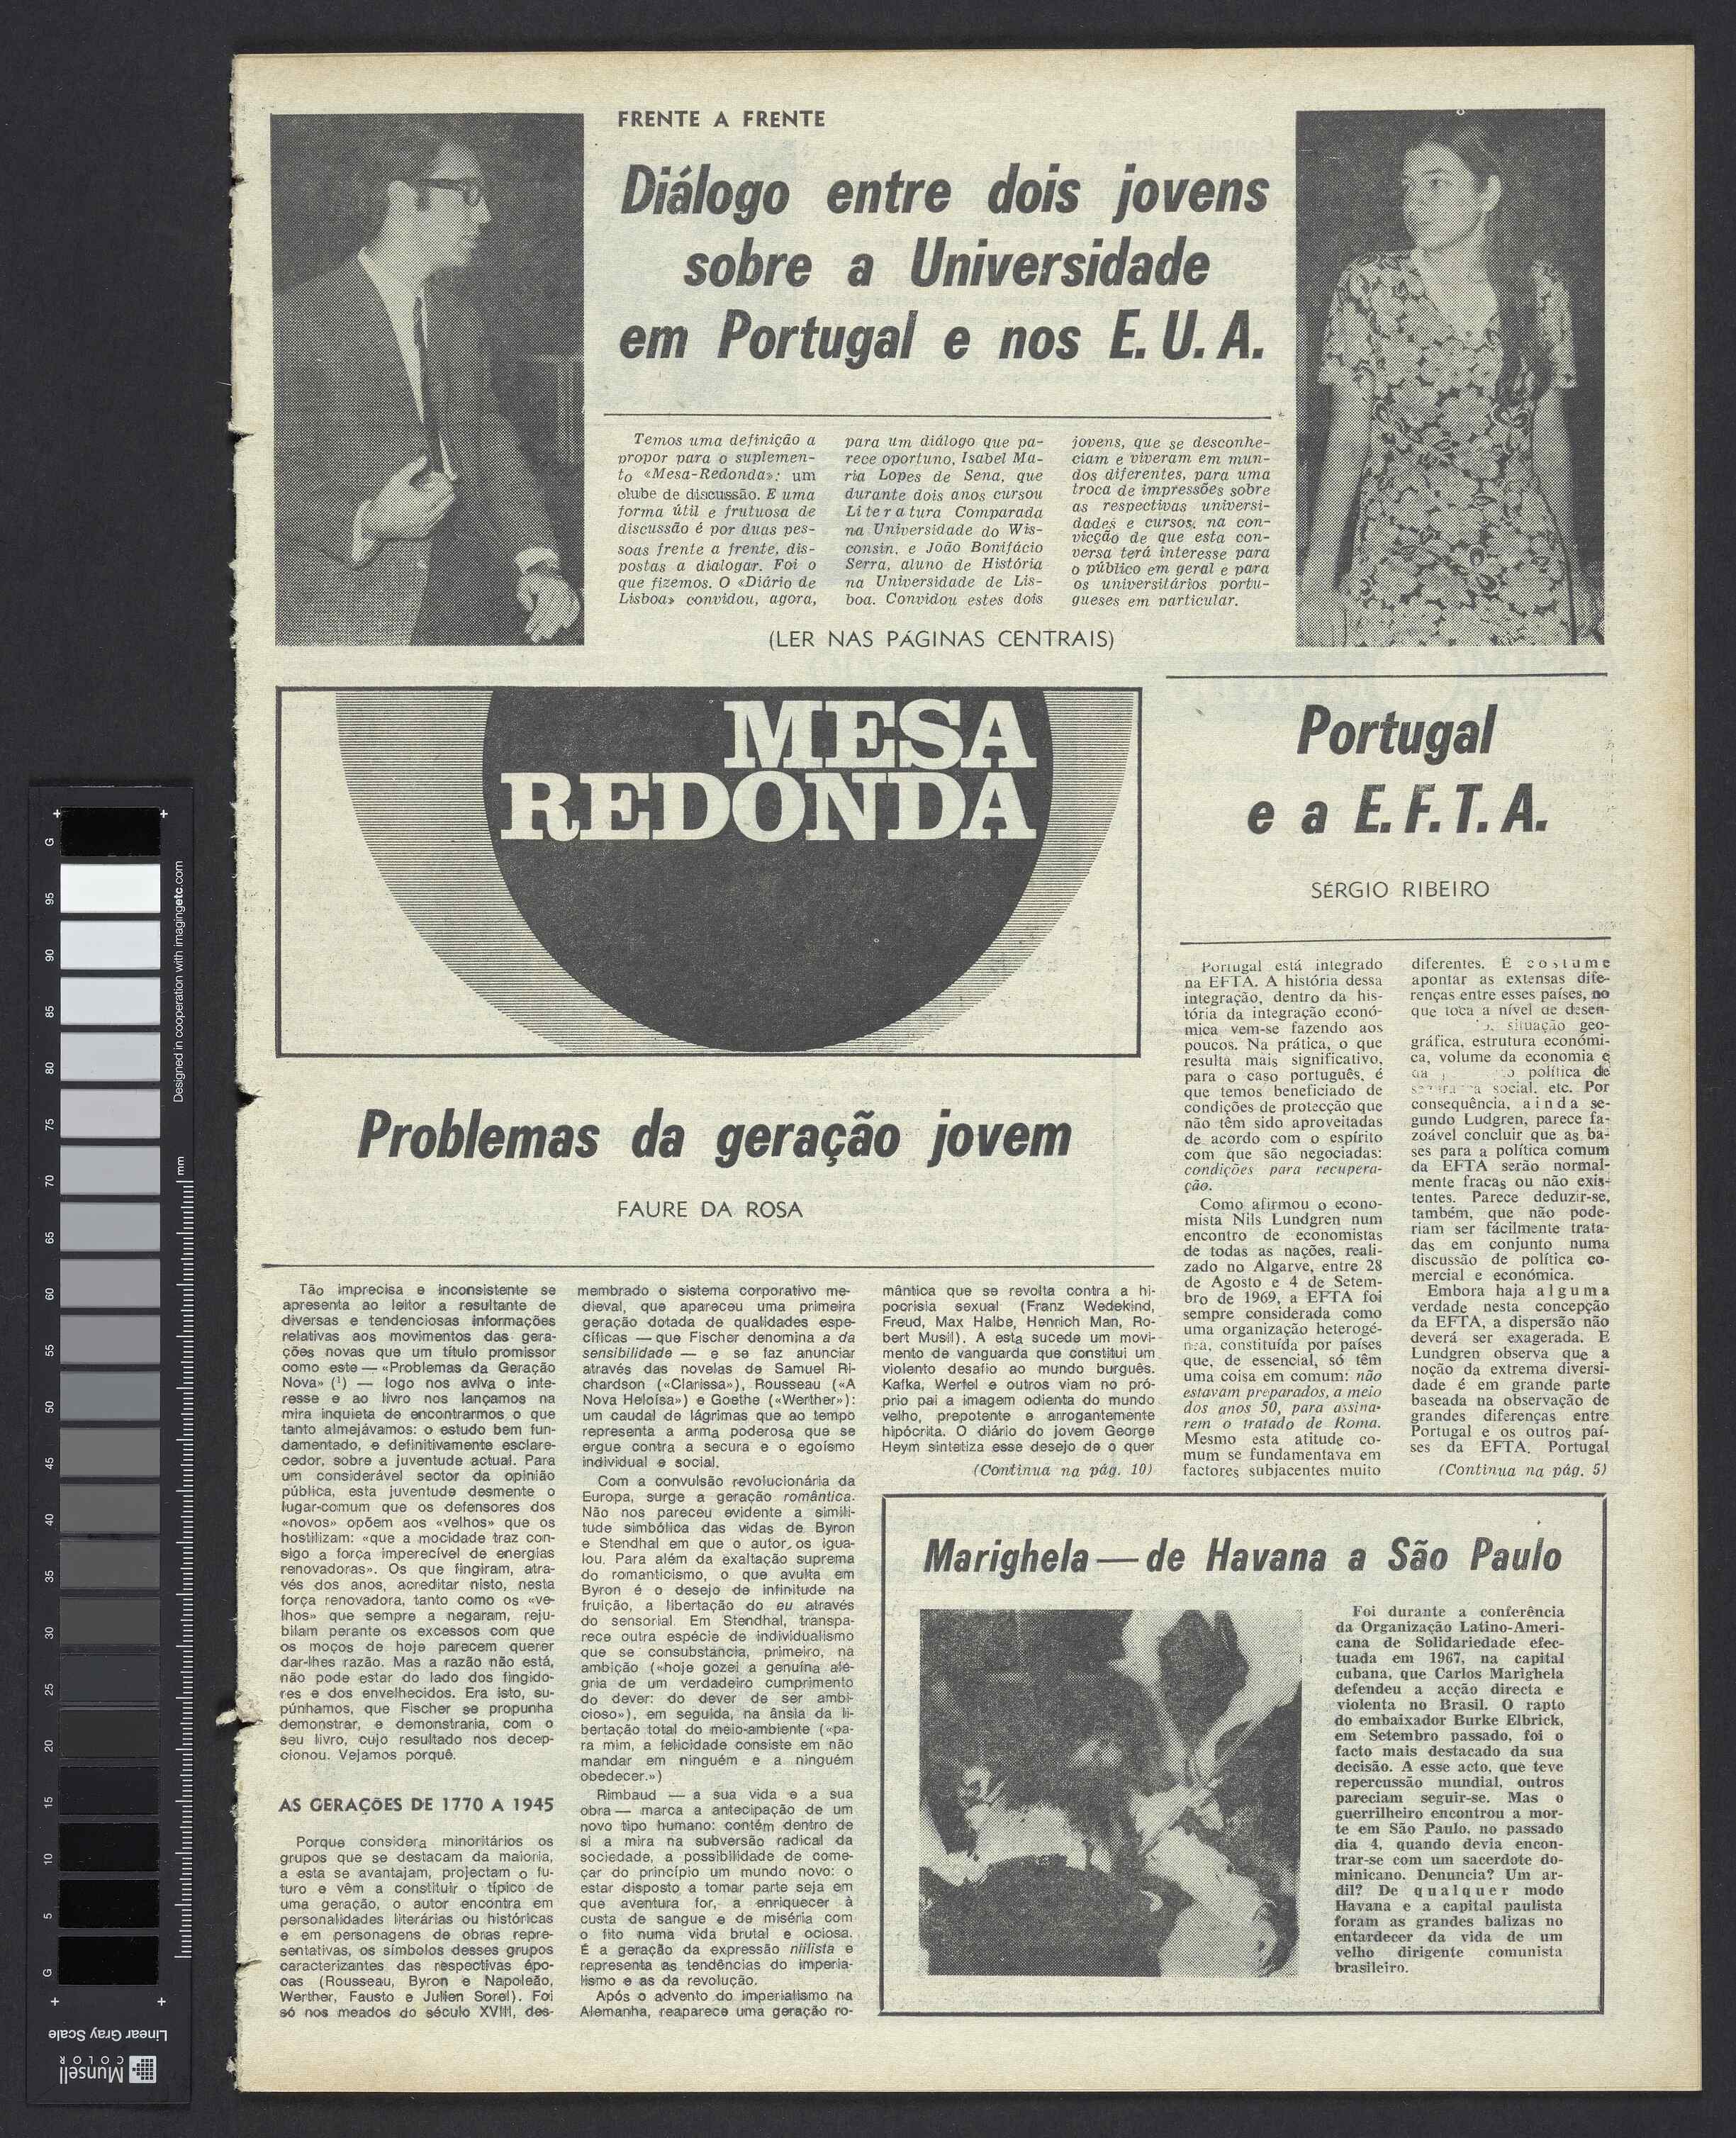 FRENTE A FRENTE
Diálogo entre dois jovens
sobre a Universidade
em Portugal e nos E. U. A.
Temos uma definição a
propor para o suplemen-
to «Mesa-Redonda»: um
clube de discussão. E uma
forma útil e frutuosa de
discussão é por duas pes-
soas frente a frente, dis-
postas a dialogar. Foi o
que fizemos. O «Diário de
Lisboa» convidou, agora,
para um diálogo que pa-
rece oportuno, Isabel Ma-
ria Lopes de Sena, que
durante dois anos cursou
Literatura Comparada
na Universidade do Wis-
consin, e João Bonifácio
Serra, aluno de História
na Universidade de Lis-
boa. Convidou estes dois
jovens, que se desconhe-
ciam e viveram em mun-
dos diferentes, para uma
troca de impressões sobre
as respectivas universi-
dades e cursos, na con-
vicção de que esta con-
versa terá interesse para
o público em geral e para
os universitários portu-
gueses em particular.
(LER NAS PÁGINAS CENTRAIS)
MESA
REDONDA
Problemas da geração jovem
FAURE DA ROSA
Tão imprecisa e inconsistente se
apresenta ao leitor a resultante de
diversas e tendenciosas informações
relativas aos movimentos das gera-
ções novas que um título promissor
como este — «Problemas da Geração
Nova» (¹) — logo nos aviva o inte-
resse e ao livro nos lançamos na
mira inquieta de encontrarmos o que
tanto almejávamos: o estudo bem fun-
damentado, e definitivamente esclare-
cedor, sobre a juventude actual. Para
um considerável sector da opinião
pública, esta juventude desmente o
lugar-comum que os defensores dos
«novos» opõem aos «velhos» que os
hostilizam: «que a mocidade traz con-
sigo a força imperecível de energias
renovadoras». Os que fingiram, atra-
vés dos anos, acreditar nisto, nesta
força renovadora, tanto como os «ve-
lhos» que sempre a negaram, reju-
bilam perante os excessos com que
os moços de hoje parecem querer
dar-lhes razão. Mas a razão não está,
não pode estar do lado dos fingido-
res e dos envelhecidos. Era isto, su-
púnhamos, que Fischer se propunha
demonstrar, e demonstraria, com o
seu livro, cujo resultado nos decep-
cionou. Vejamos porquê.
AS GERAÇÕES DE 1770 A 1945
Porque considera minoritários os
grupos que se destacam da maioria,
a esta se avantajam, projectam o fu-
turo e vêm a constituir o típico de
uma geração, o autor encontra em
personalidades literárias ou históricas
e em personagens de obras repre-
sentativas, os símbolos desses grupos
caracterizantes das respectivas épo-
cas (Rousseau, Byron e Napoleão,
Werther, Fausto e Julien Sorel). Foi
só nos meados do século XVIII, des-
membrado o sistema corporativo me-
dieval, que apareceu uma primeira
geração dotada de qualidades espe-
cíficas — que Fischer denomina a da
sensibilidade — e se faz anunciar
através das novelas de Samuel Ri-
chardson («Clarissa»), Rousseau («A
Nova Heloísa») e Goethe («Werther»):
um caudal de lágrimas que ao tempo
representa a arma poderosa que se
ergue contra a secura e o egoísmo
individual e social.
Com a convulsão revolucionária da
Europa, surge a geração romântica.
Não nos pareceu evidente a simili-
tude simbólica das vidas de Byron
e Stendhal em que o autor os igua-
lou. Para além da exaltação suprema
do romanticismo, o que avulta em
Byron é o desejo de infinitude na
fruição, a libertação do eu através
do sensorial. Em Stendhal, transpa-
rece outra espécie de individualismo
que se consubstancia, primeiro, na
ambição («hoje gozei a genuína ale-
gria de um verdadeiro cumprimento
do dever: do dever de ser ambi-
cioso»), em seguida, na ânsia da li-
bertação total do meio-ambiente («pa-
ra mim, a felicidade consiste em não
mandar em ninguém e a ninguém
obedecer.»)
Rimbaud — a sua vida e a sua
obra — marca a antecipação de um
novo tipo humano: contém dentro de
si a mira na subversão radical da
sociedade, a possibilidade de come-
çar do princípio um mundo novo: o
estar disposto a tomar parte seja em
que aventura for, a enriquecer à
custa de sangue e de miséria com
o fito numa vida brutal e ociosa.
É a geração da expressão niilista e
representa as tendências do imperia-
lismo e as da revolução.
Após o advento do imperialismo na
Alemanha, reaparece uma geração ro-
mântica que se revolta contra a hi-
pocrisia sexual (Franz Wedekind,
Freud, Max Halbe, Henrich Man, Ro-
bert Musil). A esta sucede um movi-
mento de vanguarda que constitui um
violento desafio ao mundo burguês.
Kafka, Werfel e outros viam no pró-
prio pai a imagem odienta do mundo
velho, prepotente e arrogantemente
hipócrita. O diário do jovem George
Heym sintetiza esse desejo de o quer
(Continua na pág. 10)
Portugal
e a E. F. T. A.
SÉRGIO RIBEIRO
Portugal está integrado
na EFTA. A história dessa
integração, dentro da his-
tória da integração econó-
mica vem-se fazendo aos
poucos. Na prática, o que
resulta mais significativo,
para o caso português, é
que temos beneficiado de
condições de protecção que
não têm sido aproveitadas
de acordo com o espírito
com que são negociadas:
condições para recupera-
ção.
Como afirmou o econo-
mista Nils Lundgren num
encontro de economistas
de todas as nações, reali-
zado no Algarve, entre 28
de Agosto e 4 de Setem-
bro de 1969, a EFTA foi
sempre considerada como
uma organização heterogé-
nea, constituída por países
que, de essencial, só têm
uma coisa em comum: não
estavam preparados, a meio
dos anos 50, para assina-
rem o tratado de Roma.
Mesmo esta atitude co-
mum se fundamentava em
factores subjacentes muito
diferentes. É costume
apontar as extensas dife-
renças entre esses países, no
que toca a nível de desen-
situação geo-
gráfica, estrutura económi-
ca, volume da economia e
da política de
segurança social, etc. Por
consequência, ainda se-
gundo Ludgren, parece fa-
zoável concluir que as ba-
ses para a política comum
da EFTA serão normal-
mente fracas ou não exis-
tentes. Parece deduzir-se,
também, que não pode-
riam ser fàcilmente trata-
das em conjunto numa
discussão de política co-
mercial e económica.
Embora haja alguma
verdade nesta concepção
da EFTA, a dispersão não
deverá ser exagerada. E
Lundgren observa que a
noção da extrema diversi-
dade é em grande parte
baseada na observação de
grandes diferenças entre
Portugal e os outros paí-
ses da EFTA. Portugal
(Continua na pág. 5)
Marighela — de Havana a São Paulo
Foi durante a conferência
da Organização Latino-Ameri-
cana de Solidariedade efec-
tuada em 1967, na capital
cubana, que Carlos Marighela
defendeu a acção directa e
violenta no Brasil. O rapto
do embaixador Burke Elbrick,
em Setembro passado, foi o
facto mais destacado da sua
decisão. A esse acto, que teve
repercussão mundial, outros
pareciam seguir-se. Mas o
guerrilheiro encontrou a mor-
te em São Paulo, no passado
dia 4, quando devia encon-
trar-se com um sacerdote do-
minicano. Denuncia? Um ar-
dil? De qualquer modo
Havana e a capital paulista
foram as grandes balizas no
entardecer da vida de um
velho dirigente comunista
brasileiro.
G
95
90
85
80
75
70
65
60
55
50
45
40
35
30
25
20
15
10
5
G
mm
Designed in cooperation with imagingetc.com
Linear Gray Scale
Munsell
COLOR